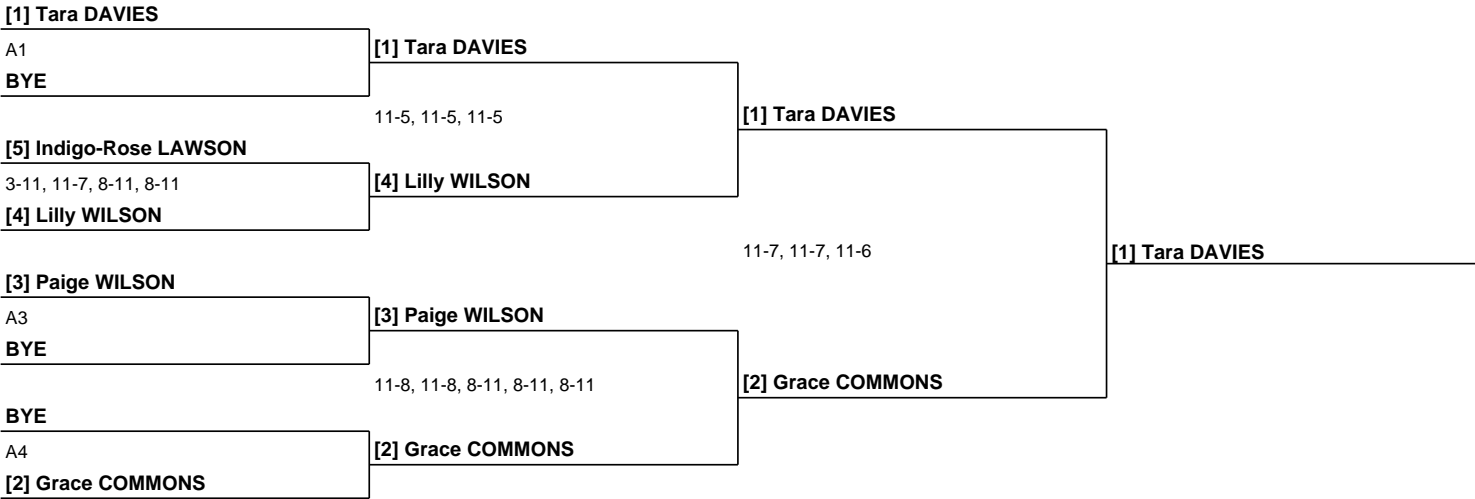 [1] Tara DAVIES
A1
BYE
[5] Indigo-Rose LAWSON
3-11, 11-7, 8-11, 8-11
[4] Lilly WILSON
[3] Paige WILSON
A3
BYE
BYE
A4
[2] Grace COMMONS
[1] Tara DAVIES
11-5, 11-5, 11-5
[4] Lilly WILSON
[3] Paige WILSON
11-8, 11-8, 8-11, 8-11, 8-11
[2] Grace COMMONS
[1] Tara DAVIES
11-7, 11-7, 11-6
[2] Grace COMMONS
[1] Tara DAVIES